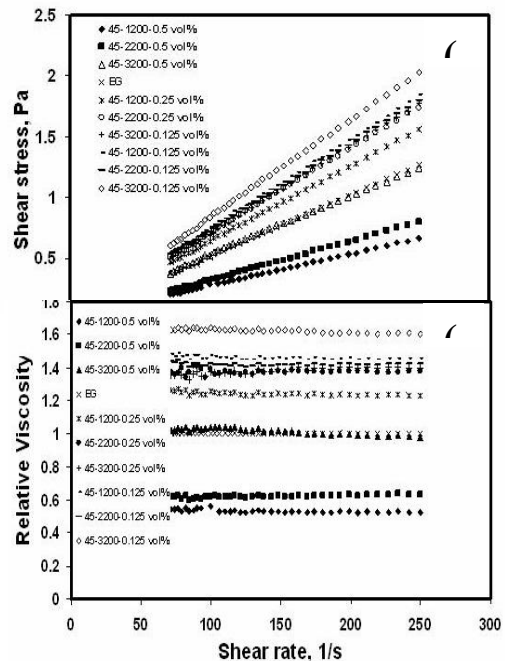 2.5
45-1200-0.5 vol%
45-2200-0.5 vol%
45-3200-0.5 vol%
EG
45-1200-0.25 vol%
45-2200-0.25 vol%
45-3200-0.25 vol%
45-1200-0.125 vol%
45-2200-0.125 vol%
45-3200-0.125 vol%
Shear stress, Pa
2
1.5
1
0.5
1.8
1.6
1.4
1.2
1
0.8
0.6
0.4
0.2
0
45-1200-0.5 vol%
45-2200-0.5 vol%
45-3200-0.5 vol%
EG
45-1200-0.25 vol%
45-2200-0.25 vol%
45-3200-0.25 vol%
45-1200-0.125 vol%
45-2200-0.125 vol%
45-3200-0.125 vol%
Relative Viscosity
0 50 100 150 200 250 300
Shear rate, 1/s